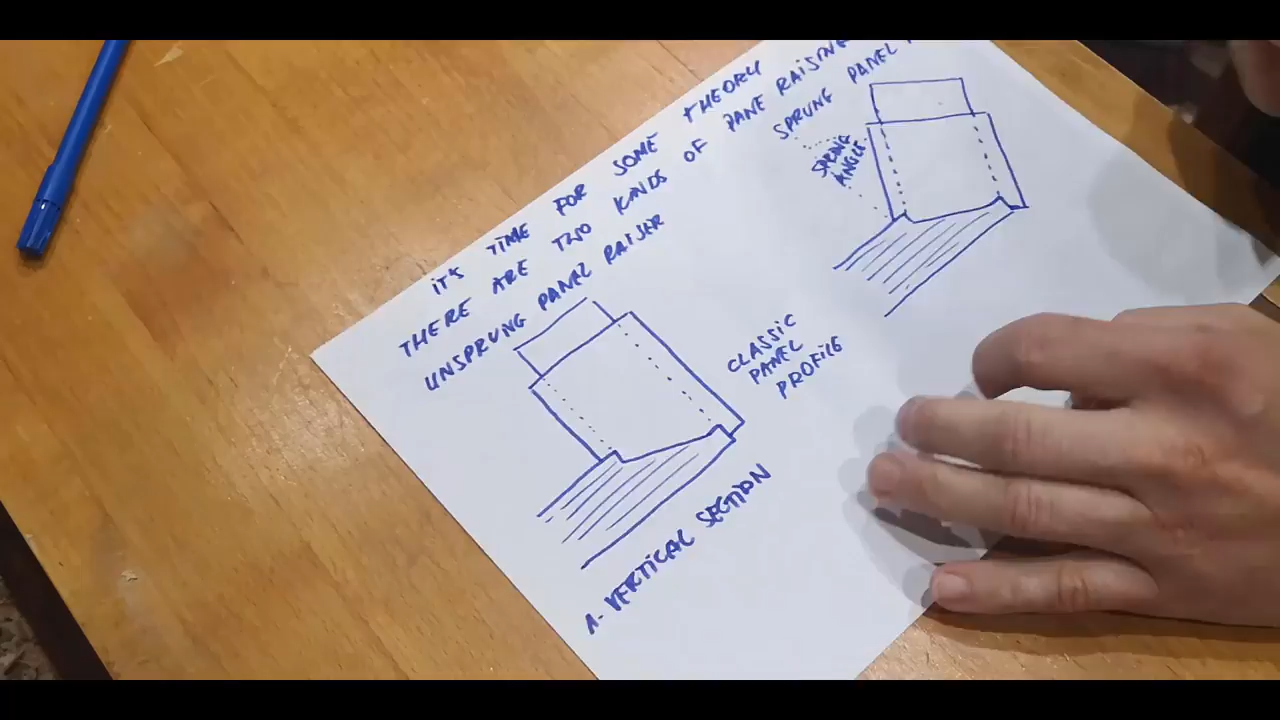 iT'S TIME FOR SOME THEORY
THERE ARE TWO KINDS OF PANE RAISING
UNSPRUNG PANEL RAISER
SPRUNG PANEL
SPRING
ANGLE
CLASSIC
PANEL
PROFILE
A-VERTICAL SECTION